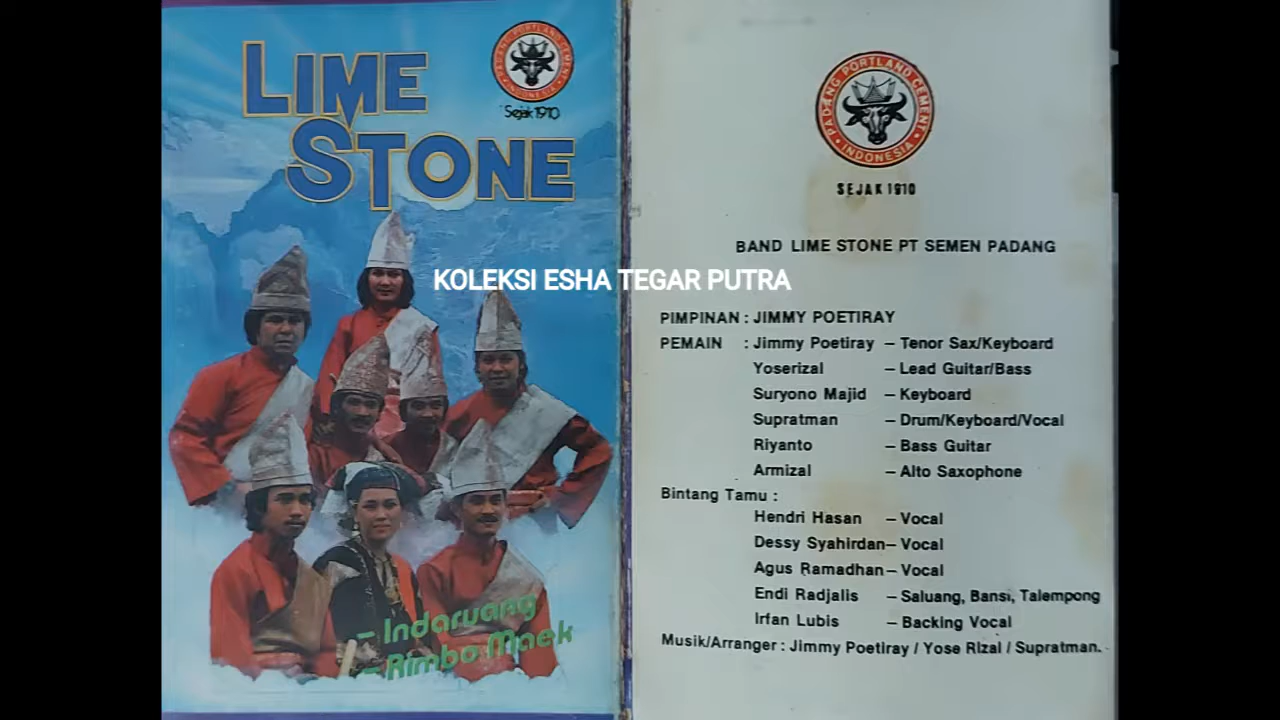 LIME
STONE
PADANG PORTLAND CEMENT
INDONESIA
Sejak 1910
- Indaruang
- Rimbo Maek
KOLEKSI ESHA TEGAR PUTRA
PADANG PORTLAND CEMENT
INDONESIA
SEJAK 1910
BAND LIME STONE PT SEMEN PADANG
PIMPINAN : JIMMY POETIRAY
PEMAIN : Jimmy Poetiray – Tenor Sax/Keyboard
Yoserizal – Lead Guitar/Bass
Suryono Majid – Keyboard
Supratman – Drum/Keyboard/Vocal
Riyanto – Bass Guitar
Armizal – Alto Saxophone
Bintang Tamu :
Hendri Hasan – Vocal
Dessy Syahirdan – Vocal
Agus Ramadhan – Vocal
Endi Radjalis – Saluang, Bansi, Talempong
Irfan Lubis – Backing Vocal
Musik/Arranger : Jimmy Poetiray / Yose Rizal / Supratman.